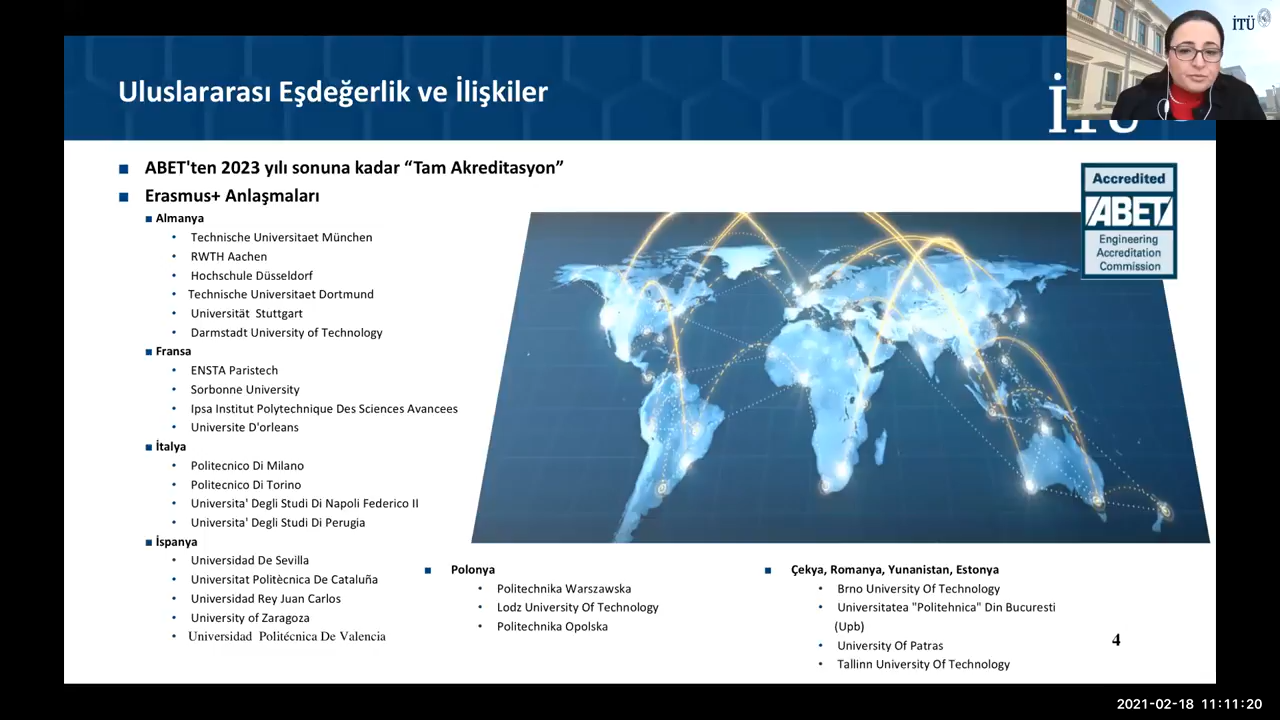 İTÜ
Uluslararası Eşdeğerlik ve İlişkiler
İTÜ
ABET'ten 2023 yılı sonuna kadar “Tam Akreditasyon”
Erasmus+ Anlaşmaları
Almanya
Technische Universitaet München
RWTH Aachen
Hochschule Düsseldorf
Technische Universitaet Dortmund
Universität Stuttgart
Darmstadt University of Technology
Fransa
ENSTA Paristech
Sorbonne University
Ipsa Institut Polytechnique Des Sciences Avancees
Universite D'orleans
İtalya
Politecnico Di Milano
Politecnico Di Torino
Universita' Degli Studi Di Napoli Federico II
Universita' Degli Studi Di Perugia
İspanya
Universidad De Sevilla
Universitat Politècnica De Cataluña
Universidad Rey Juan Carlos
University of Zaragoza
Universidad Politécnica De Valencia
Accredited
ABET
Engineering
Accreditation
Commission
Polonya
Politechnika Warszawska
Lodz University Of Technology
Politechnika Opolska
Çekya, Romanya, Yunanistan, Estonya
Brno University Of Technology
Universitatea "Politehnica" Din Bucuresti
(Upb)
University Of Patras
Tallinn University Of Technology
4
2021-02-18 11:11:20